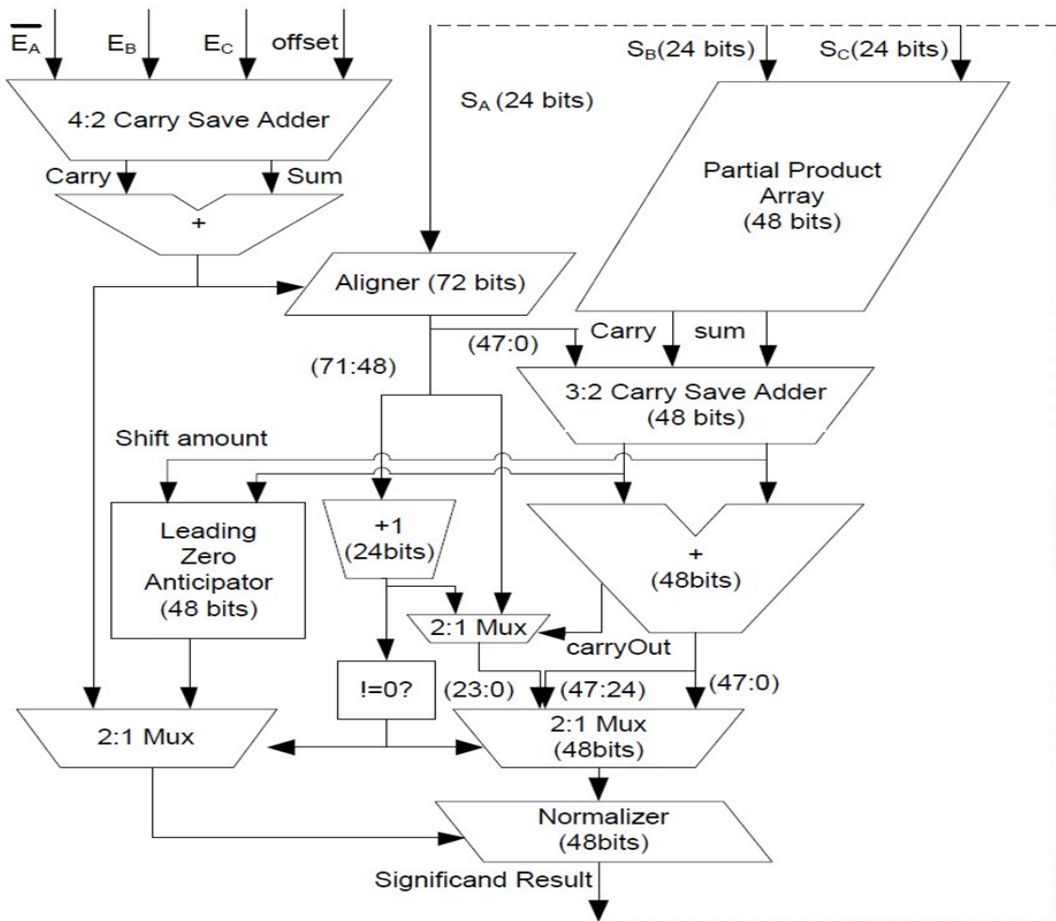 E_A E_B E_C offset
S_B(24 bits) S_C(24 bits)
S_A (24 bits)
4:2 Carry Save Adder
Carry Sum
+
Partial Product
Array
(48 bits)
Aligner (72 bits)
Carry sum
(47:0)
(71:48)
3:2 Carry Save Adder
(48 bits)
Shift amount
Leading
Zero
Anticipator
(48 bits)
+1
(24bits)
+
(48bits)
2:1 Mux
carryOut
!=0?
(23:0) (47:24) (47:0)
2:1 Mux
2:1 Mux
(48bits)
Normalizer
(48bits)
Significand Result